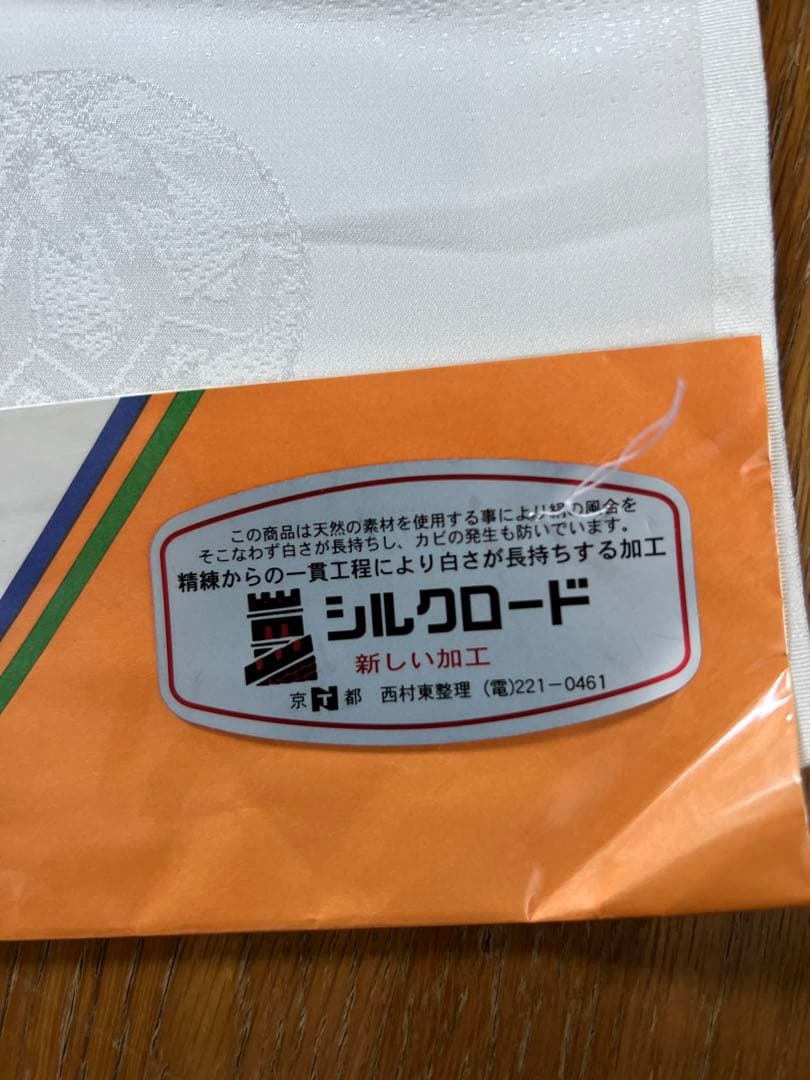 この商品は天然の素材を使用する事により絹の風合を
そこなわず白さが長持ちし、カビの発生も防いでいます。
精練からの一貫工程により白さが長持ちする加工
シルクロード
新しい加工
京 都 西村東整理 (電)221-0461